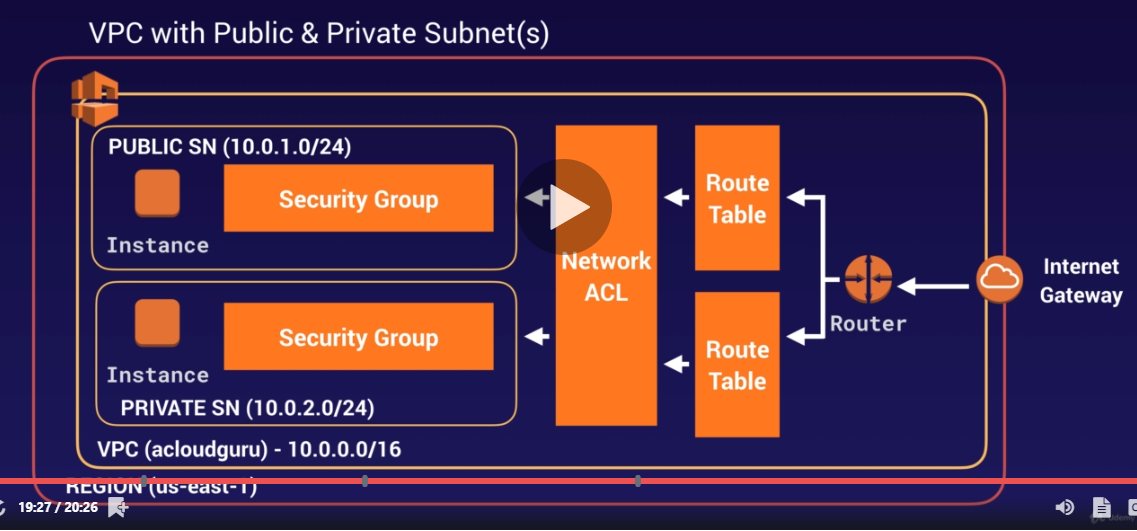 VPC with Public & Private Subnet(s)
PUBLIC SN (10.0.1.0/24)
Security Group
Instance
Security Group
Instance
PRIVATE SN (10.0.2.0/24)
VPC (acloudguru) - 10.0.0.0/16
REGION (us-east-1)
Network
ACL
Route
Table
Route
Table
Router
Internet
Gateway
19:27 / 20:26